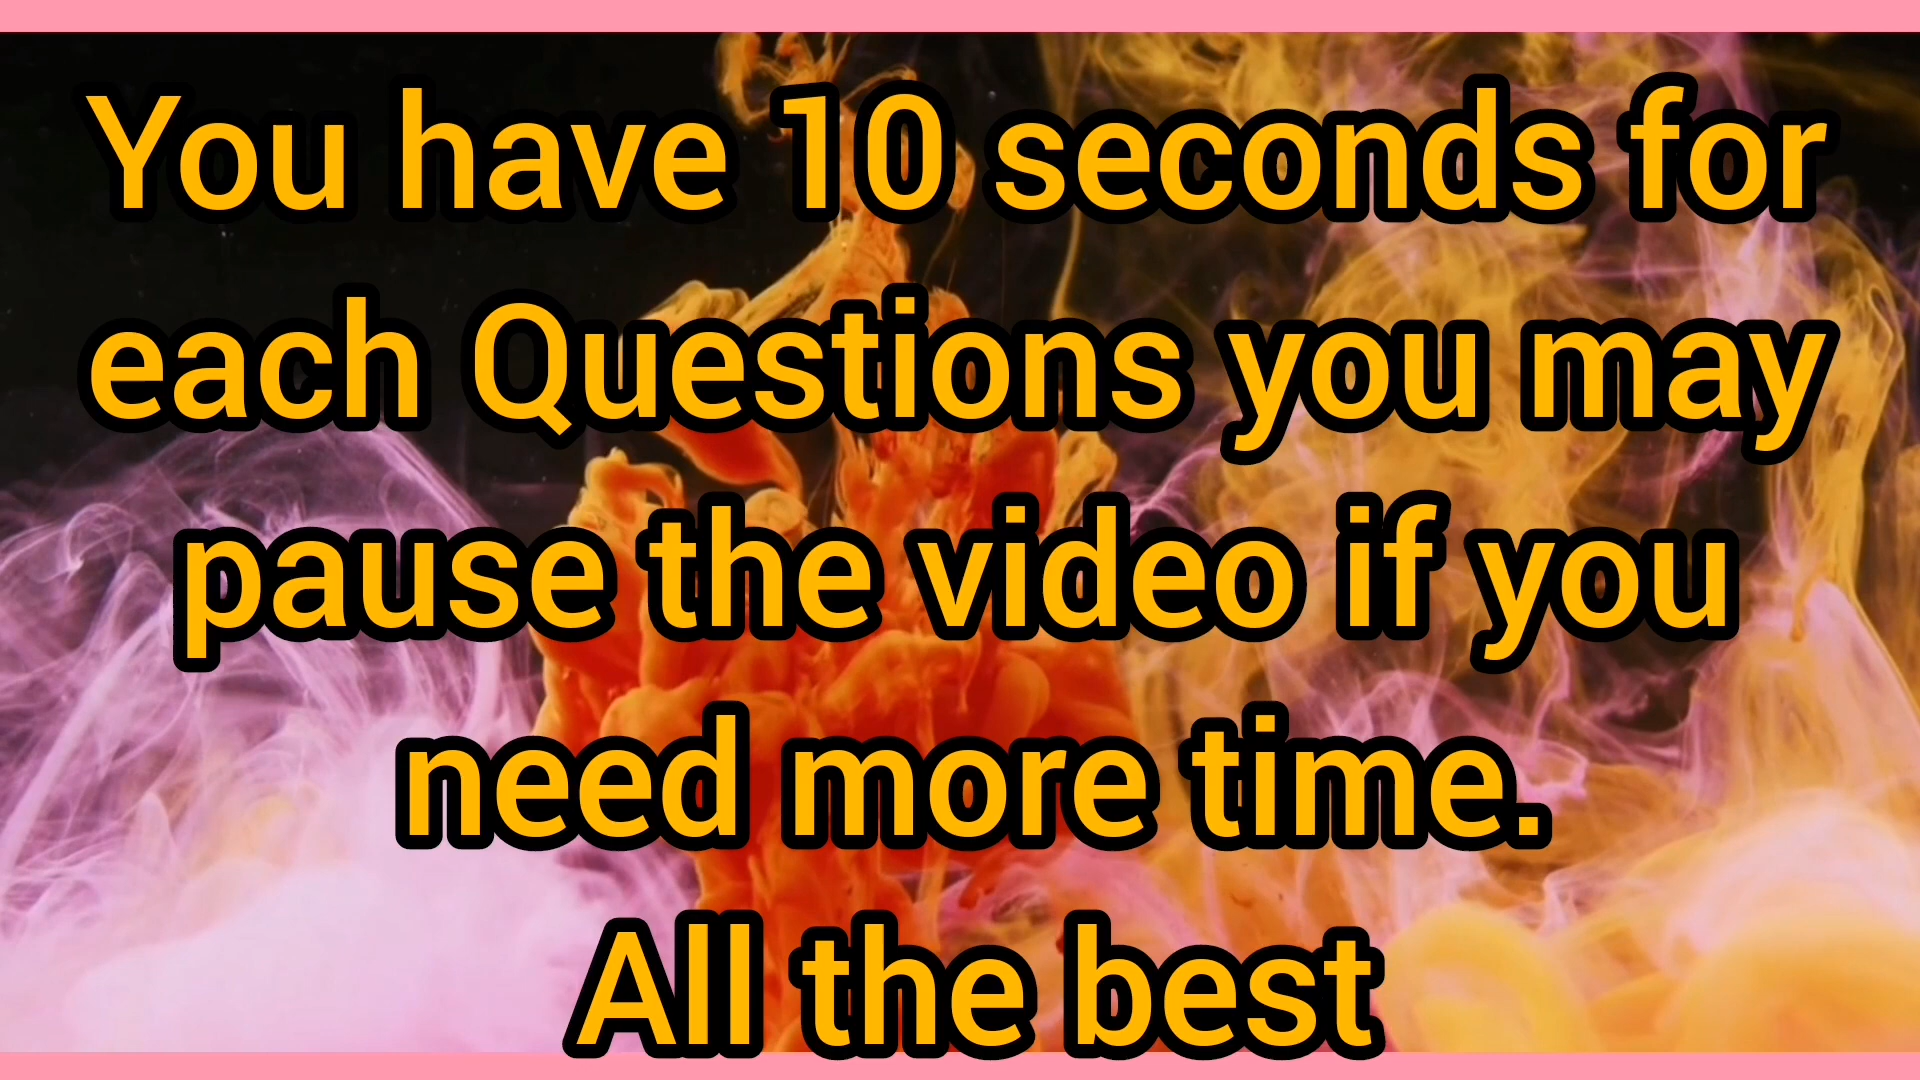 You have 10 seconds for
each Questions you may
pause the video if you
need more time.
All the best